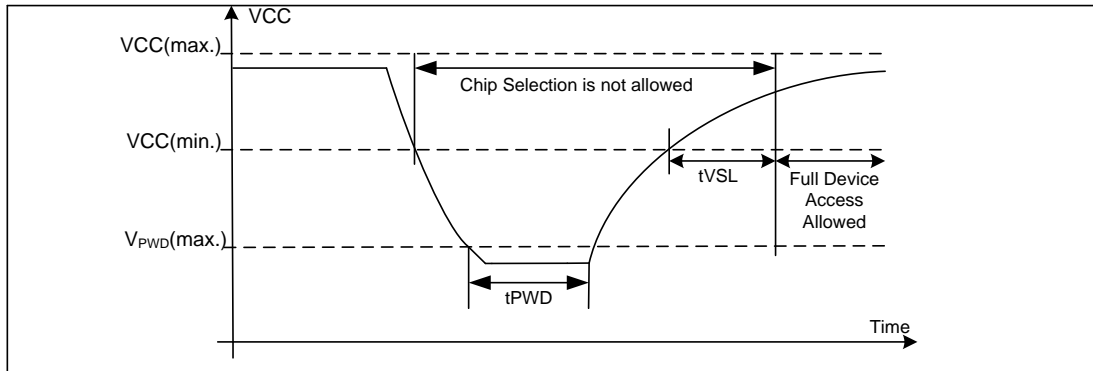 VCC
VCC(max.)
Chip Selection is not allowed
VCC(min.)
tVSL
Full Device
Access
Allowed
VPWD(max.)
tPWD
Time